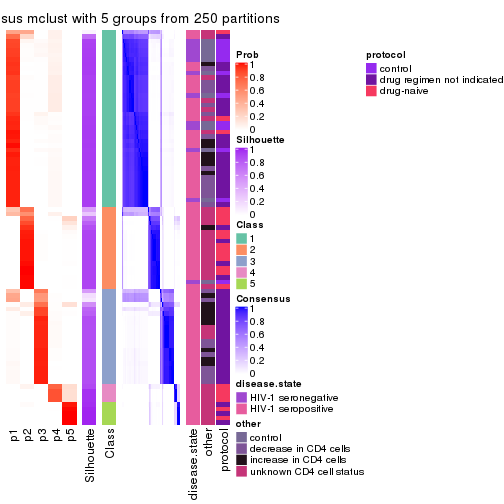 sus mclust with 5 groups from 250 partitions
Prob
1
0.8
0.6
0.4
0.2
0
Silhouette
1
0.8
0.6
0.4
0.2
0
Class
1
2
3
4
5
Consensus
1
0.8
0.6
0.4
0.2
0
disease.state
HIV-1 seronegative
HIV-1 seropositive
other
control
decrease in CD4 cells
increase in CD4 cells
unknown CD4 cell status
protocol
control
drug regimen not indicated
drug-naive
p1
p2
p3
p4
p5
Silhouette
Class
disease.state
other
protocol